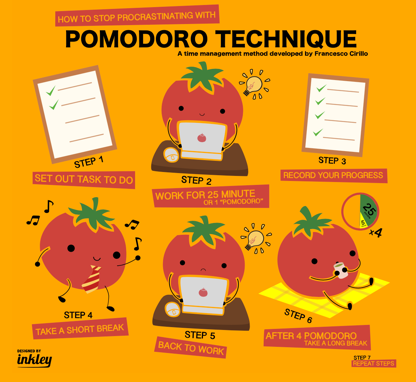 HOW TO STOP PROCRASTINATING WITH
POMODORO TECHNIQUE
A time management method developed by Francesco Cirillo
STEP 1
SET OUT TASK TO DO
STEP 2
WORK FOR 25 MINUTE
OR 1 "POMODORO"
STEP 3
RECORD YOUR PROGRESS
STEP 4
TAKE A SHORT BREAK
STEP 5
BACK TO WORK
25
5
x4
STEP 6
AFTER 4 POMODORO
TAKE A LONG BREAK
STEP 7
REPEAT STEPS
DESIGNED BY
inkley